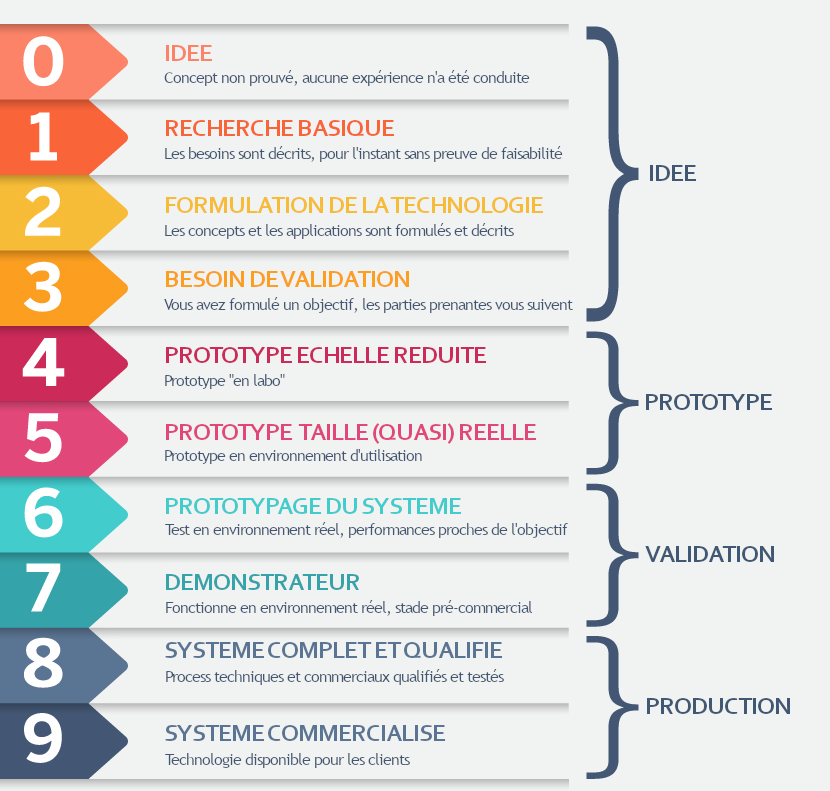 0
IDEE
Concept non prouvé, aucune expérience n'a été conduite
1
RECHERCHE BASIQUE
Les besoins sont décrits, pour l'instant sans preuve de faisabilité
2
FORMULATION DE LA TECHNOLOGIE
Les concepts et les applications sont formulés et décrits
3
BESOIN DE VALIDATION
Vous avez formulé un objectif, les parties prenantes vous suivent
IDEE
4
PROTOTYPE ECHELLE REDUITE
Prototype "en labo"
5
PROTOTYPE TAILLE (QUASI) REELLE
Prototype en environnement d'utilisation
PROTOTYPE
6
PROTOTYPAGE DU SYSTEME
Test en environnement réel, performances proches de l'objectif
7
DEMONSTRATEUR
Fonctionne en environnement réel, stade pré-commercial
VALIDATION
8
SYSTEME COMPLET ET QUALIFIE
Process techniques et commerciaux qualifiés et testés
9
SYSTEME COMMERCIALISE
Technologie disponible pour les clients
PRODUCTION